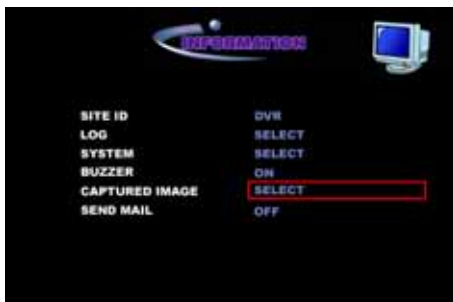 INFORMATION
SITE ID DVR
LOG SELECT
SYSTEM SELECT
BUZZER ON
CAPTURED IMAGE SELECT
SEND MAIL OFF